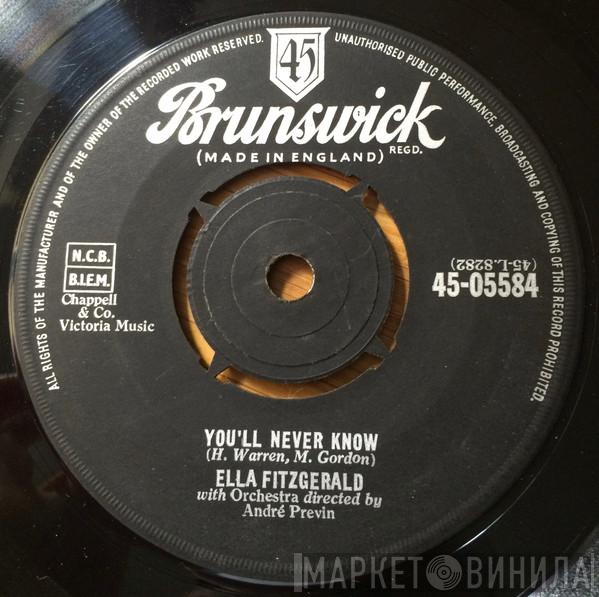 ALL RIGHTS OF THE MANUFACTURER AND OF THE OWNER OF THE RECORDED WORK RESERVED. UNAUTHORISED PUBLIC PERFORMANCE, BROADCASTING AND COPYING OF THIS RECORD PROHIBITED.
45
Brunswick
REGD.
(MADE IN ENGLAND)
N.C.B.
B.I.E.M.
Chappell
& Co.
Victoria Music
(45-L.8282)
45-05584
YOU'LL NEVER KNOW
(H. Warren, M. Gordon)
ELLA FITZGERALD
with Orchestra directed by
André Previn
МАРКЕТ ВИНИЛА